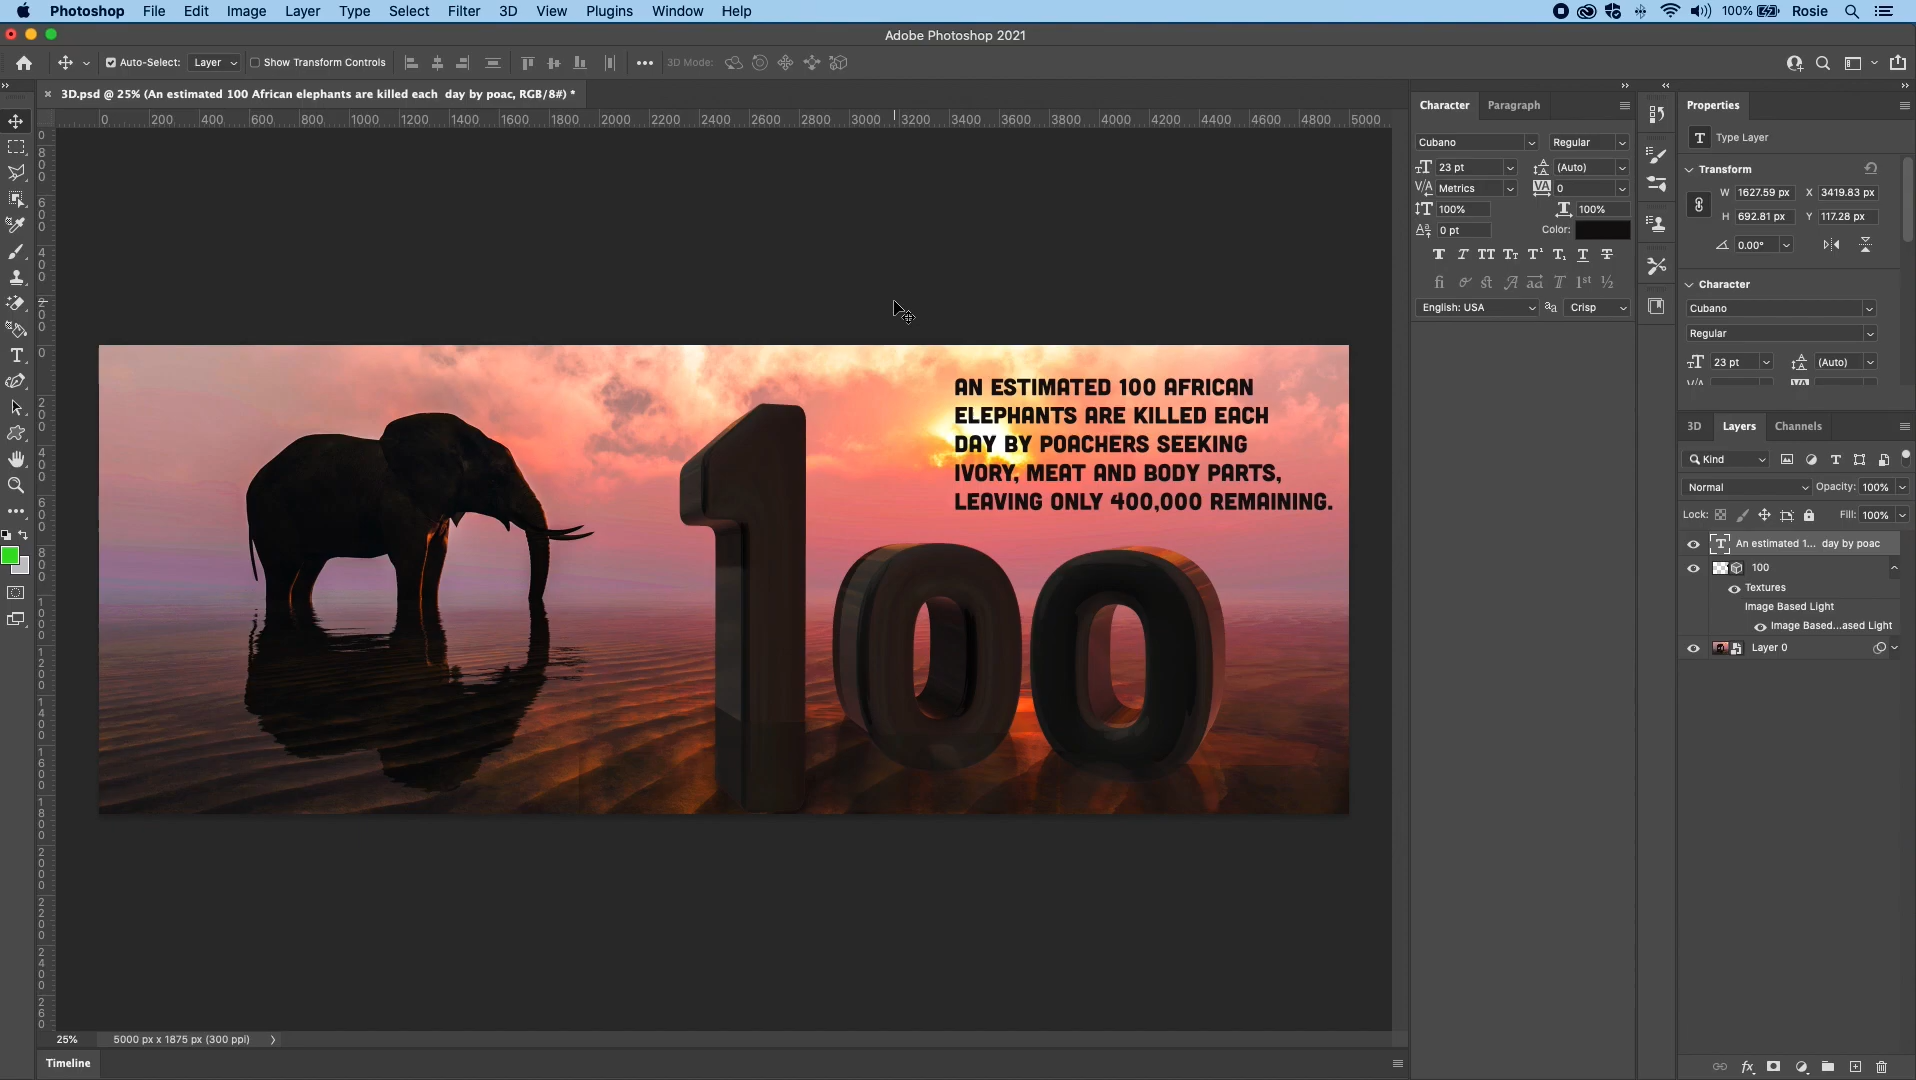 Photoshop File Edit Image Layer Type Select Filter 3D View Plugins Window Help 100% Rosie
Adobe Photoshop 2021
Auto-Select: Layer Show Transform Controls 3D Mode:
3D.psd @ 25% (An estimated 100 African elephants are killed each day by poac, RGB/8#) *
0 200 400 600 800 1000 1200 1400 1600 1800 2000 2200 2400 2600 2800 3000 3200 3400 3600 3800 4000 4200 4400 4600 4800 5000
AN ESTIMATED 100 AFRICAN
ELEPHANTS ARE KILLED EACH
DAY BY POACHERS SEEKING
IVORY, MEAT AND BODY PARTS,
LEAVING ONLY 400,000 REMAINING.
100
25% 5000 px x 1875 px (300 ppi)
Timeline
Character Paragraph
Cubano Regular
23 pt (Auto)
Metrics 0
100% 100%
0 pt Color:
English: USA Crisp
Properties
Type Layer
Transform
W 1627.59 px X 3419.83 px
H 692.81 px Y 117.28 px
0.00°
Character
Cubano
Regular
23 pt (Auto)
3D Layers Channels
Kind
Normal Opacity: 100%
Lock: Fill: 100%
An estimated 1... day by poac
100
Textures
Image Based Light
Image Based...ased Light
Layer 0